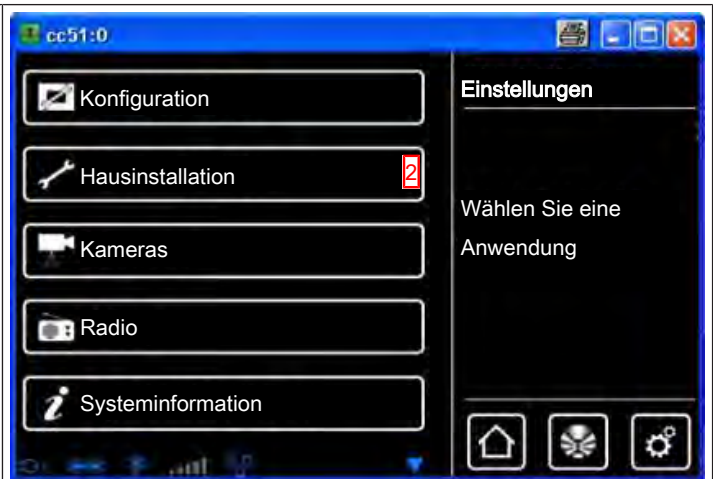 cc51:0
Konfiguration
Hausinstallation 2
Kameras
Radio
Systeminformation
Einstellungen
Wählen Sie eine
Anwendung